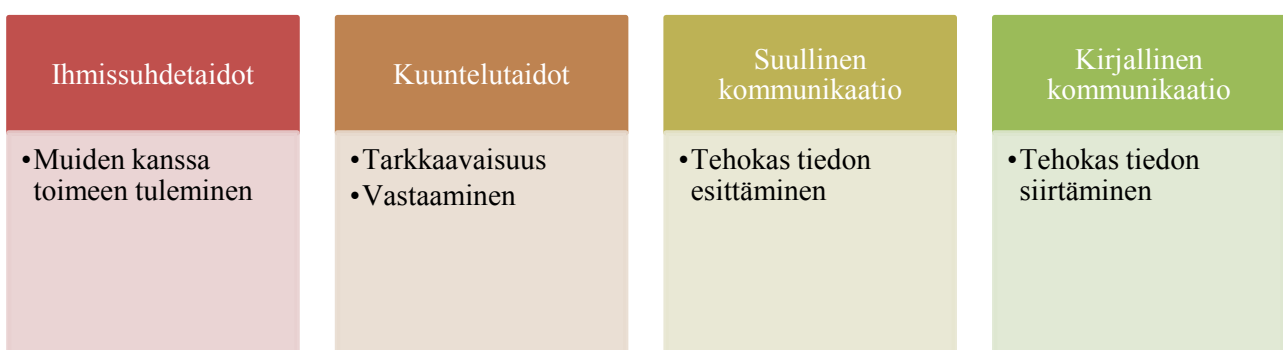 Ihmissuhdetaidot
•Muiden kanssa
toimeen tuleminen
Kuuntelutaidot
•Tarkkaavaisuus
•Vastaaminen
Suullinen
kommunikaatio
•Tehokas tiedon
esittäminen
Kirjallinen
kommunikaatio
•Tehokas tiedon
siirtäminen